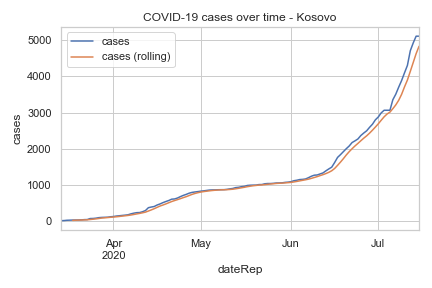 COVID-19 cases over time - Kosovo
cases
cases (rolling)
5000
4000
3000
2000
1000
0
cases
Apr
2020
May
Jun
Jul
dateRep